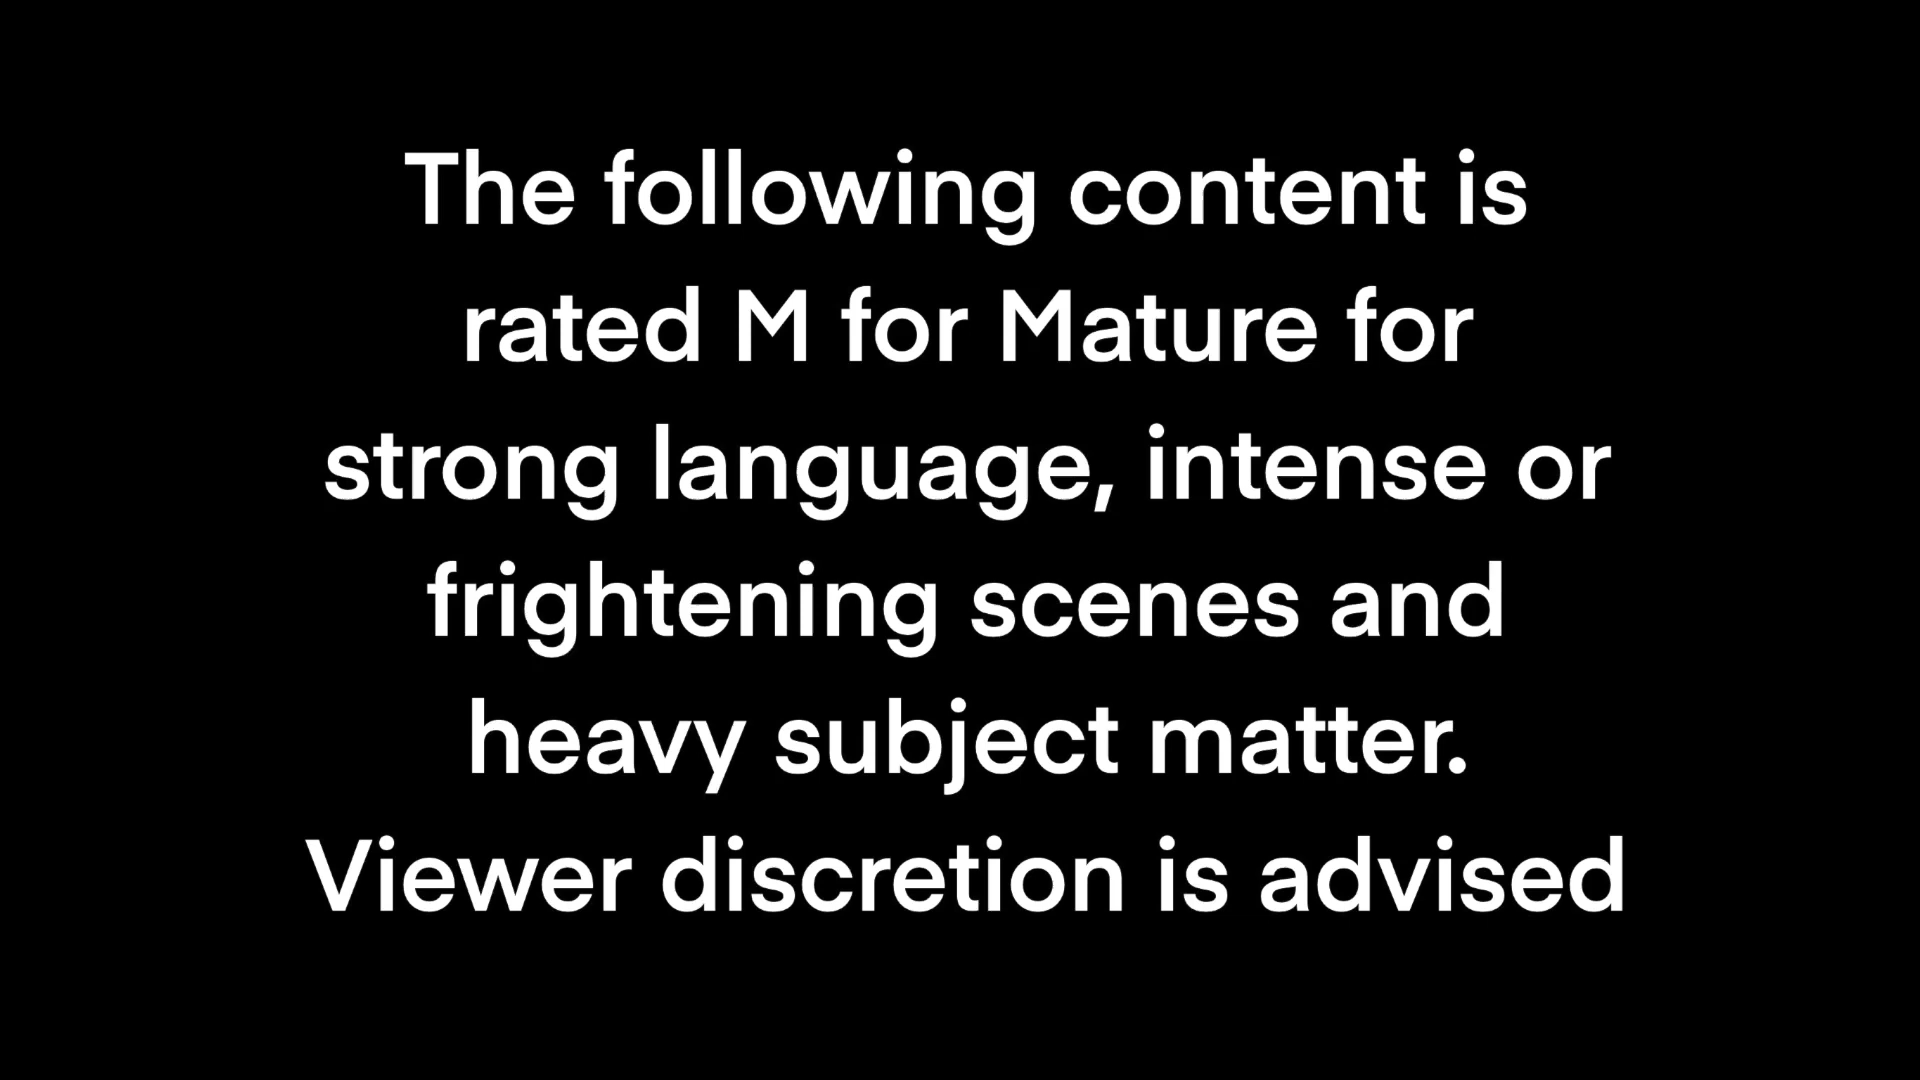 The following content is
rated M for Mature for
strong language, intense or
frightening scenes and
heavy subject matter.
Viewer discretion is advised